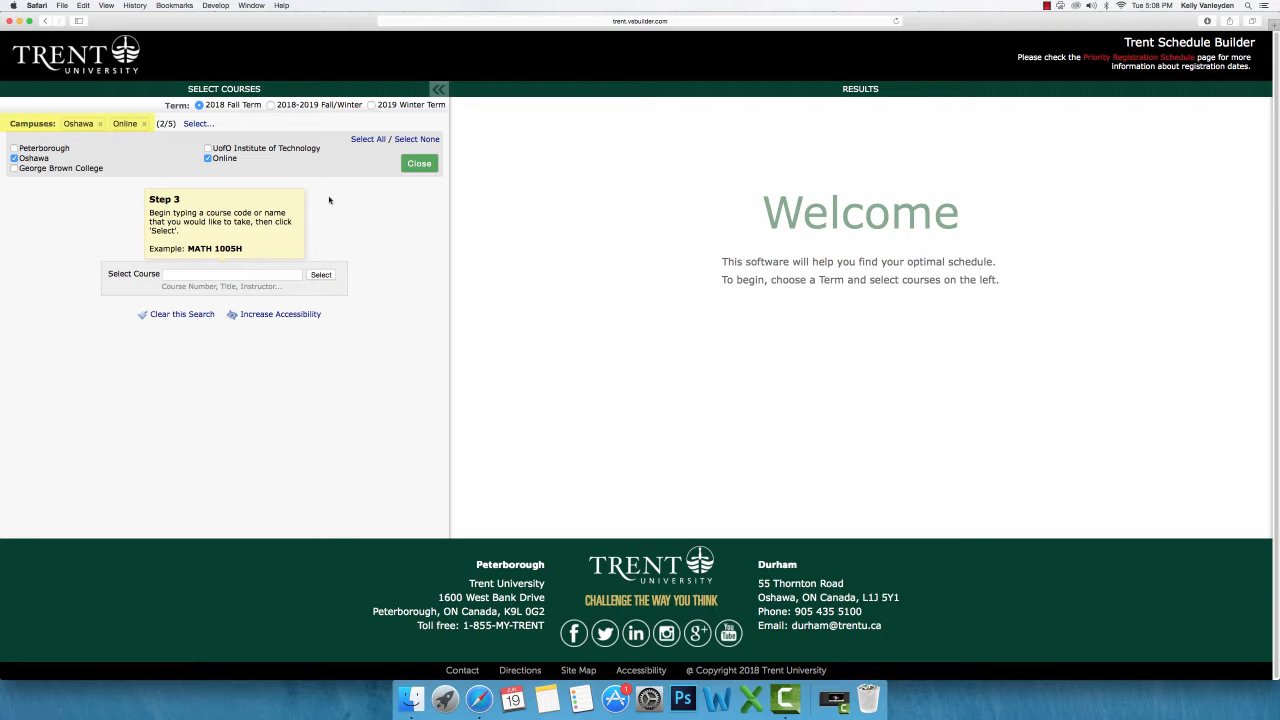 Safari File Edit View History Bookmarks Develop Window Help
Tue 5:08 PM Kelly Vanleyden
trent.vsbuilder.com
TRENT
UNIVERSITY
Trent Schedule Builder
Please check the Priority Registration Schedule page for more
information about registration dates.
SELECT COURSES
RESULTS
Term: 2018 Fall Term 2018-2019 Fall/Winter 2019 Winter Term
Campuses: Oshawa × Online × (2/5) Select...
Select All / Select None
Peterborough UofO Institute of Technology
Oshawa Online
George Brown College
Close
Step 3
Begin typing a course code or name
that you would like to take, then click
'Select'.
Example: MATH 1005H
Select Course Select
Course Number, Title, Instructor...
Clear this Search Increase Accessibility
Welcome
This software will help you find your optimal schedule.
To begin, choose a Term and select courses on the left.
Peterborough
Trent University
1600 West Bank Drive
Peterborough, ON Canada, K9L 0G2
Toll free: 1-855-MY-TRENT
TRENT
UNIVERSITY
CHALLENGE THE WAY YOU THINK
g+ You Tube
Durham
55 Thornton Road
Oshawa, ON Canada, L1J 5Y1
Phone: 905 435 5100
Email: durham@trentu.ca
Contact Directions Site Map Accessibility @ Copyright 2018 Trent University
JUN
19
1
Ps